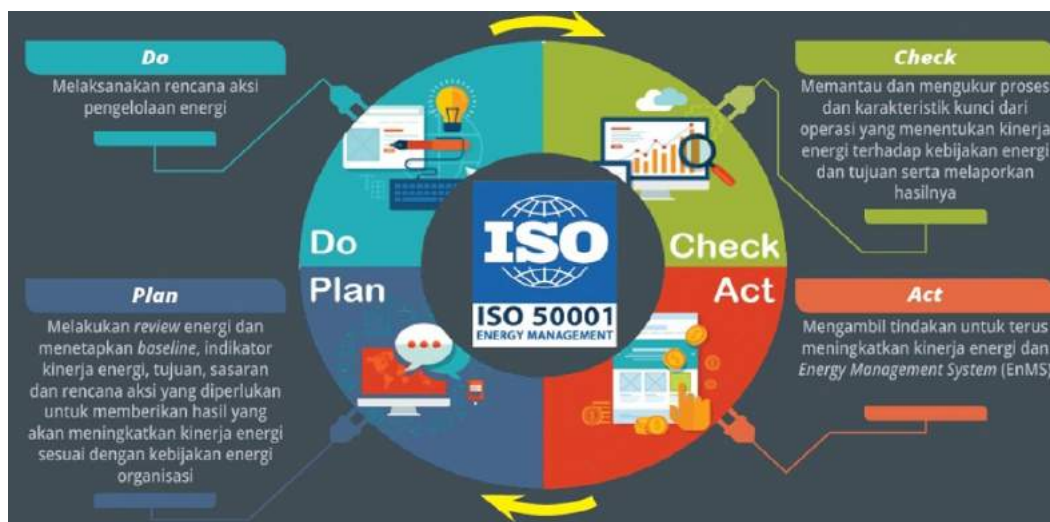 Do
Melaksanakan rencana aksi
pengelolaan energi
Check
Memantau dan mengukur proses
dan karakteristik kunci dari
operasi yang menentukan kinerja
energi terhadap kebijakan energi
dan tujuan serta melaporkan
hasilnya
Do
Check
Plan
Act
ISO
ISO 50001
ENERGY MANAGEMENT
Plan
Melakukan review energi dan
menetapkan baseline, indikator
kinerja energi, tujuan, sasaran
dan rencana aksi yang diperlukan
untuk memberikan hasil yang
akan meningkatkan kinerja energi
sesuai dengan kebijakan energi
organisasi
Act
Mengambil tindakan untuk terus
meningkatkan kinerja energi dan
Energy Management System (EnMS)